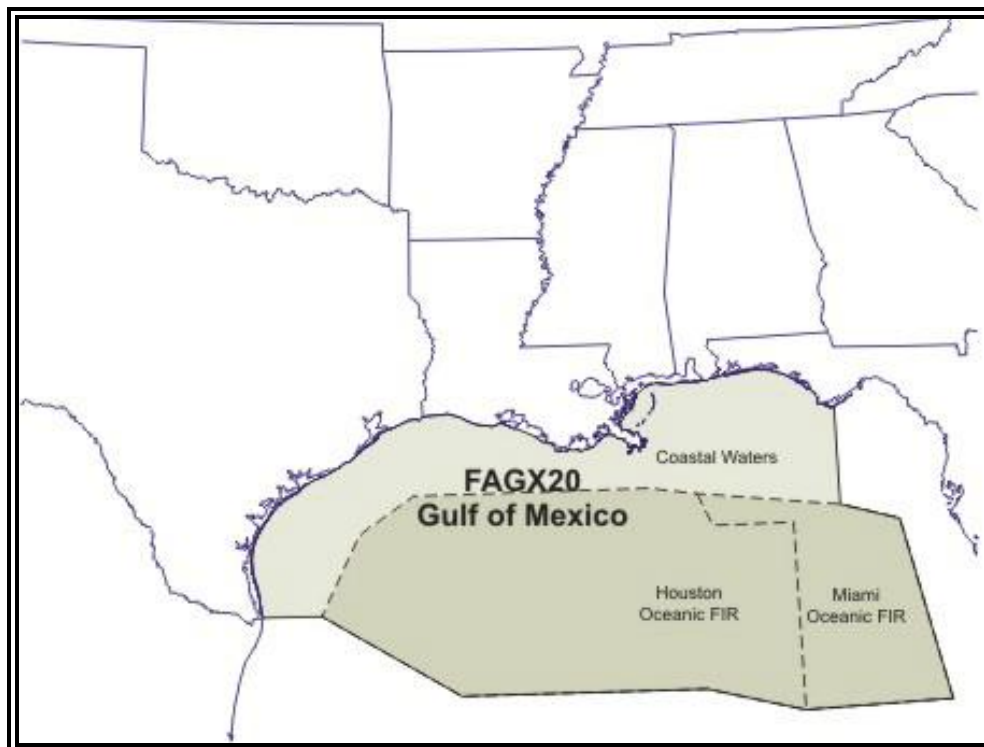 Coastal Waters
FAGX20
Gulf of Mexico
Houston
Oceanic FIR
Miami
Oceanic FIR